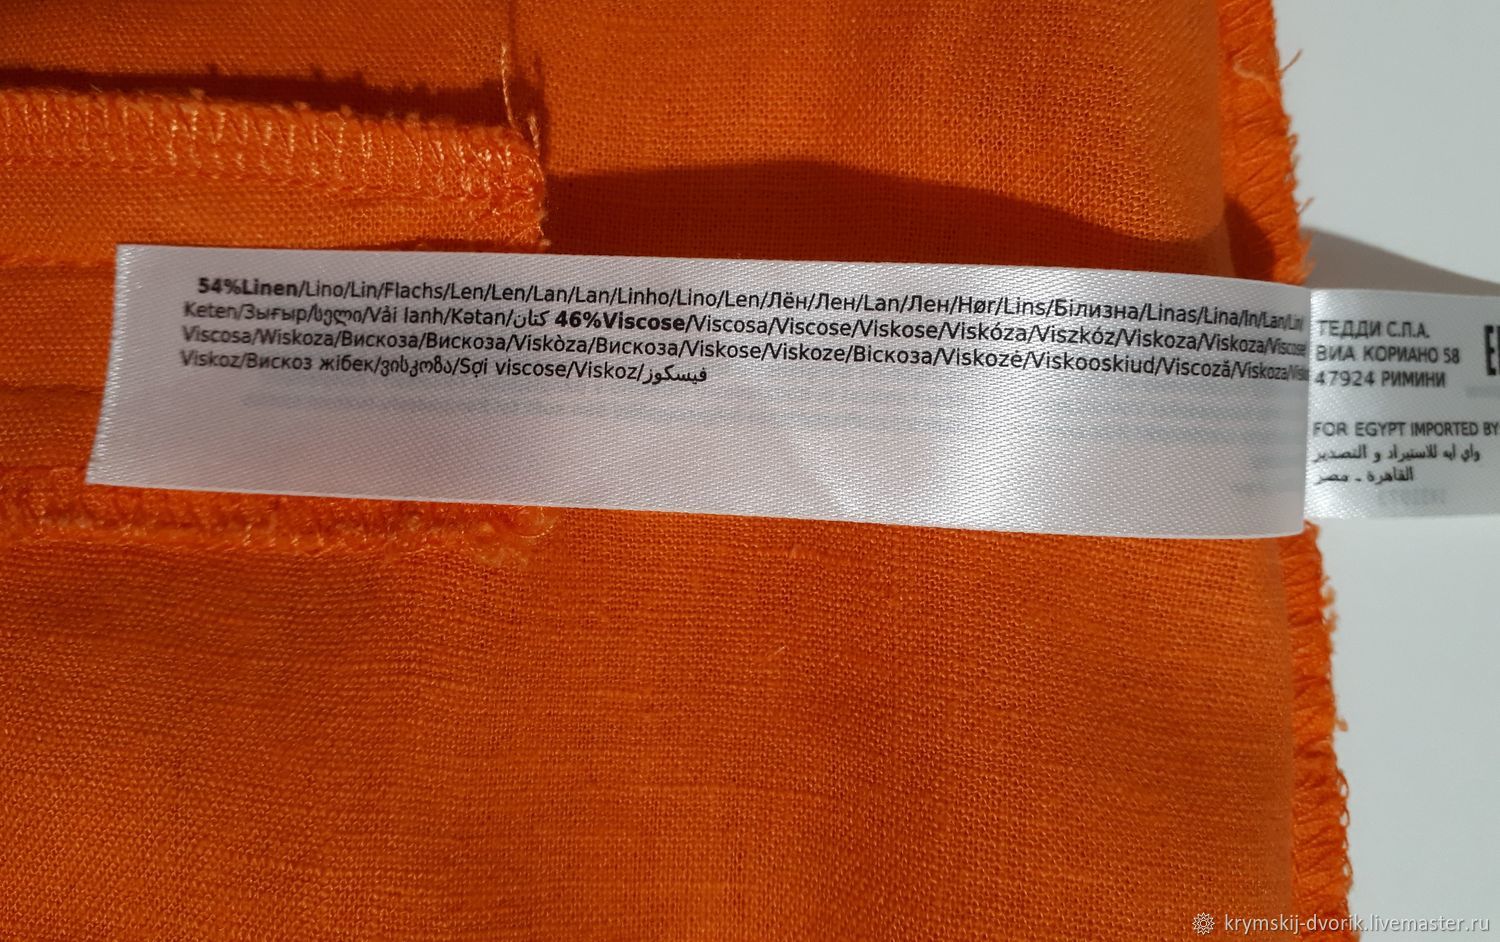 54%Linen/Lino/Lin/Flachs/Len/Len/Lan/Lan/Linho/Lino/Len/Лён/Лен/Lan/Лен/Hør/Lins/Білизна/Linas/Lina/In/Lan/Lin
Keten/Зығыр/სელი/Vải lanh/Kətan/كتان 46%Viscose/Viscosa/Viscose/Viskose/Viskóza/Viszkóz/Viskoza/Viskoza/Viscose
Viscosa/Wiskoza/Вискоза/Вискоза/Viskòza/Вискоза/Viskose/Viskoze/Віскоза/Viskozė/Viskooskiud/Viscoză/Viskoza/
Viskoz/Вискоз жібек/ვისკოზა/Sợi viscose/Viskoz/فيسكوز
ТЕДДИ С.П.А.
ВИА КОРИАНО 58
47924 РИМИНИ
FOR EGYPT IMPORTED BY
واي ايه للاستيراد و التصدير
القاهرة - مصر
krymskij-dvorik.livemaster.ru